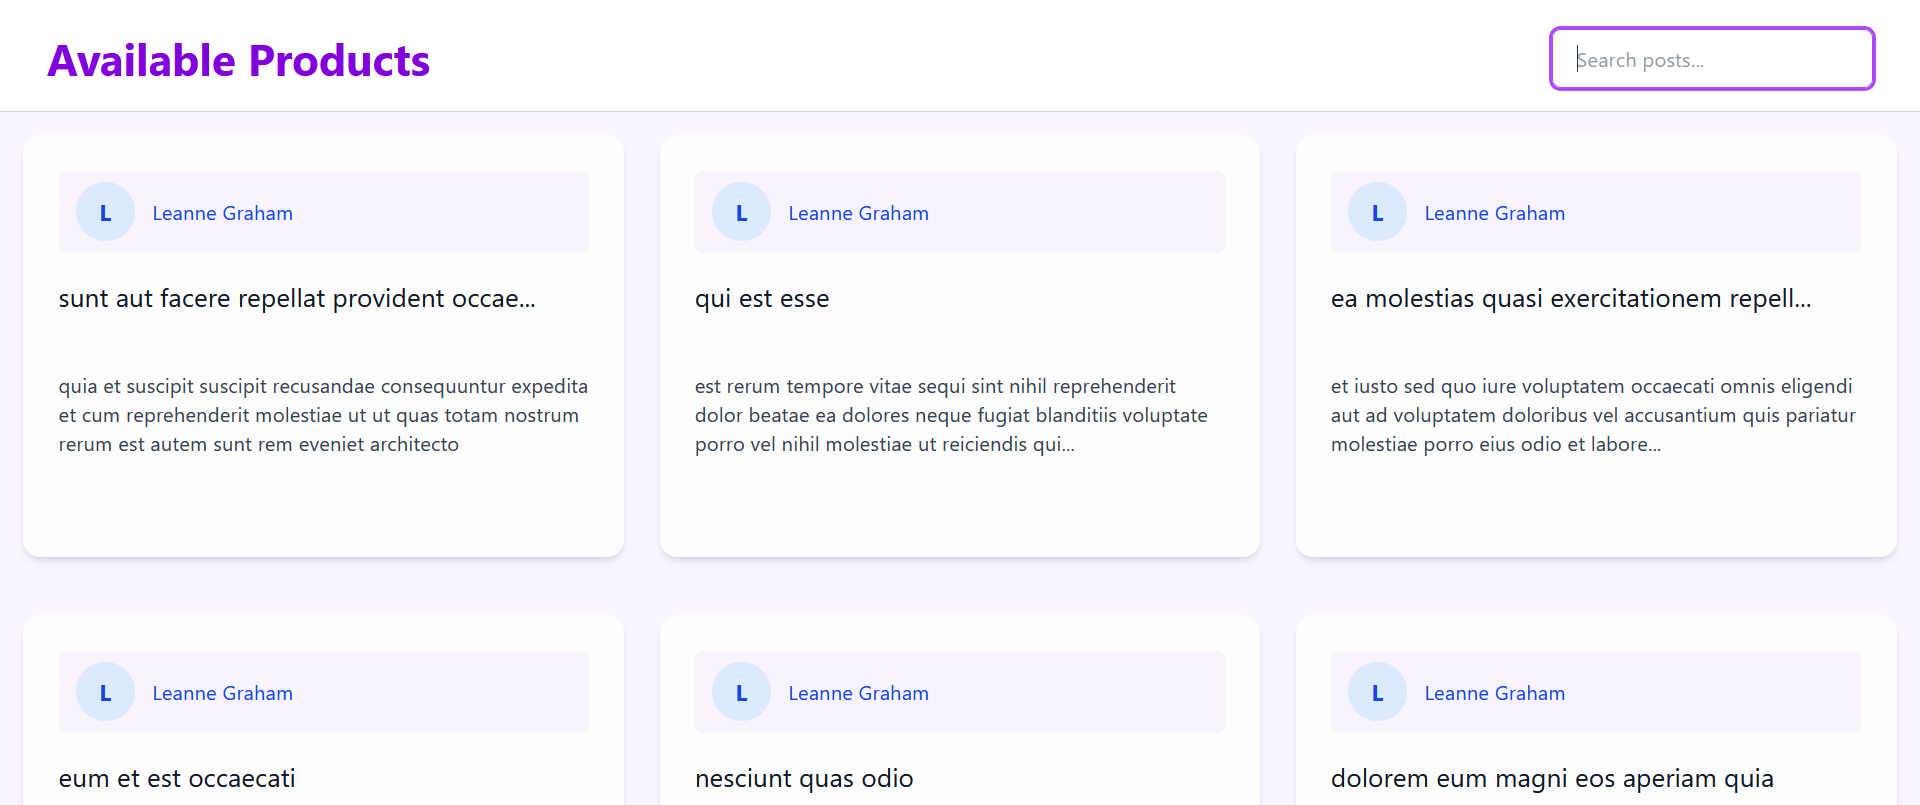 Available Products
Search posts...
L
Leanne Graham
sunt aut facere repellat provident occae...
quia et suscipit suscipit recusandae consequuntur expedita
et cum reprehenderit molestiae ut ut quas totam nostrum
rerum est autem sunt rem eveniet architecto
L
Leanne Graham
qui est esse
est rerum tempore vitae sequi sint nihil reprehenderit
dolor beatae ea dolores neque fugiat blanditiis voluptate
porro vel nihil molestiae ut reiciendis qui...
L
Leanne Graham
ea molestias quasi exercitationem repell...
et iusto sed quo iure voluptatem occaecati omnis eligendi
aut ad voluptatem doloribus vel accusantium quis pariatur
molestiae porro eius odio et labore...
L
Leanne Graham
eum et est occaecati
L
Leanne Graham
nesciunt quas odio
L
Leanne Graham
dolorem eum magni eos aperiam quia